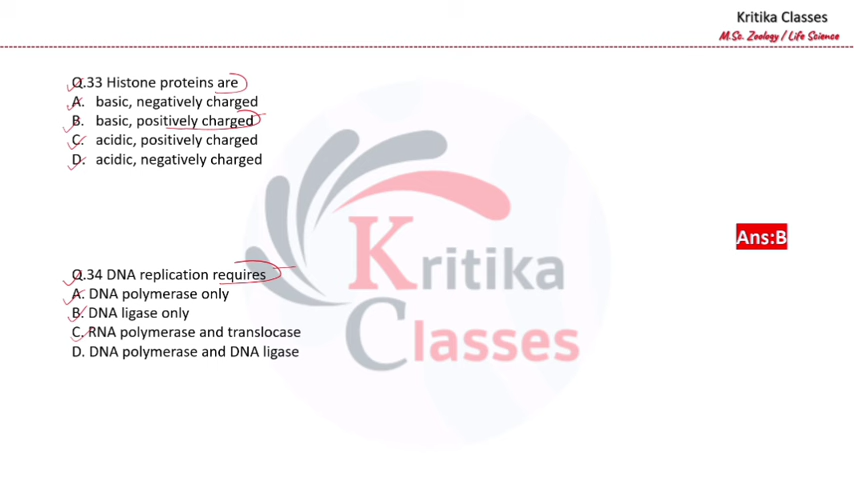 Kritika Classes
M.Sc. Zoology / Life Science
Q.33 Histone proteins are
A. basic, negatively charged
B. basic, positively charged
C. acidic, positively charged
D. acidic, negatively charged
Ans:B
Q.34 DNA replication requires
A. DNA polymerase only
B. DNA ligase only
C. RNA polymerase and translocase
D. DNA polymerase and DNA ligase
Kritika
Classes